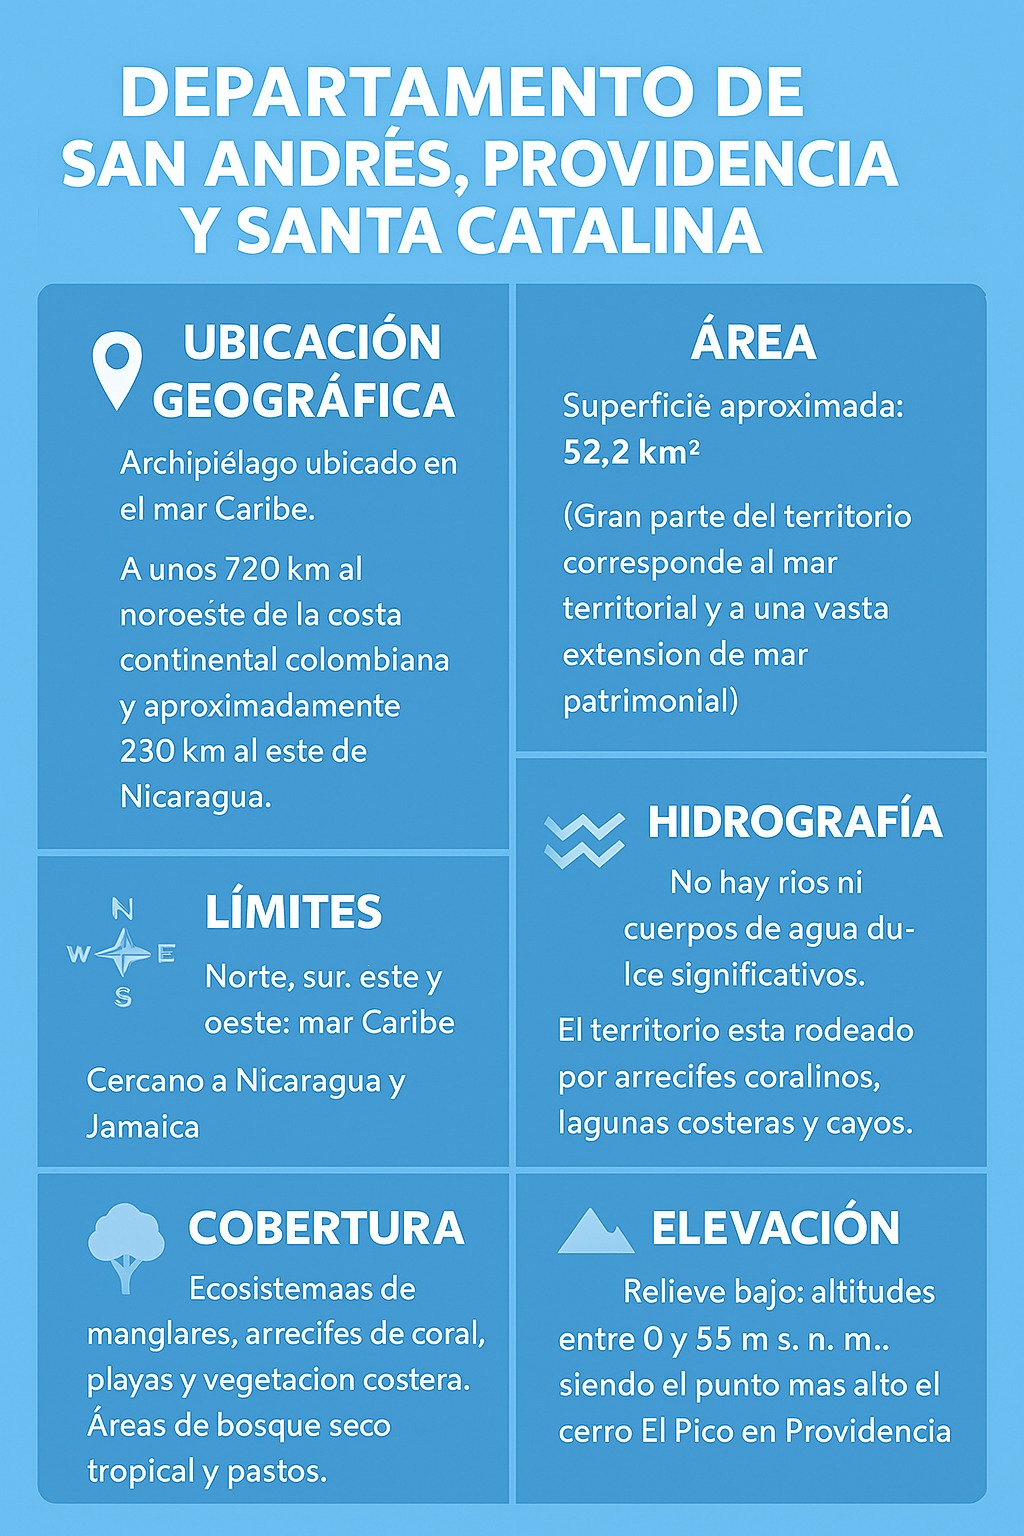 DEPARTAMENTO DE
SAN ANDRÉS, PROVIDENCIA
Y SANTA CATALINA
UBICACIÓN
GEOGRÁFICA
Archipiélago ubicado en
el mar Caribe.
A unos 720 km al
noroeśte de la costa
continental colombiana
y aproximadamente
230 km al este de
Nicaragua.
ÁREA
Superficiė aproximada:
52,2 km²
(Gran parte del territorio
corresponde al mar
territorial y a una vasta
extension de mar
patrimonial)
N
W E
S
LÍMITES
Norte, sur. este y
oeste: mar Caribe
Cercano a Nicaragua y
Jamaica
HIDROGRAFÍA
No hay rios ni
cuerpos de agua du-
lce significativos.
El territorio esta rodeado
por arrecifes coralinos,
lagunas costeras y cayos.
COBERTURA
Ecosistemaas de
manglares, arrecifes de coral,
playas y vegetacion costera.
Áreas de bosque seco
tropical y pastos.
ELEVACIÓN
Relieve bajo: altitudes
entre 0 y 55 m s. n. m..
siendo el punto mas alto el
cerro El Pico en Providencia